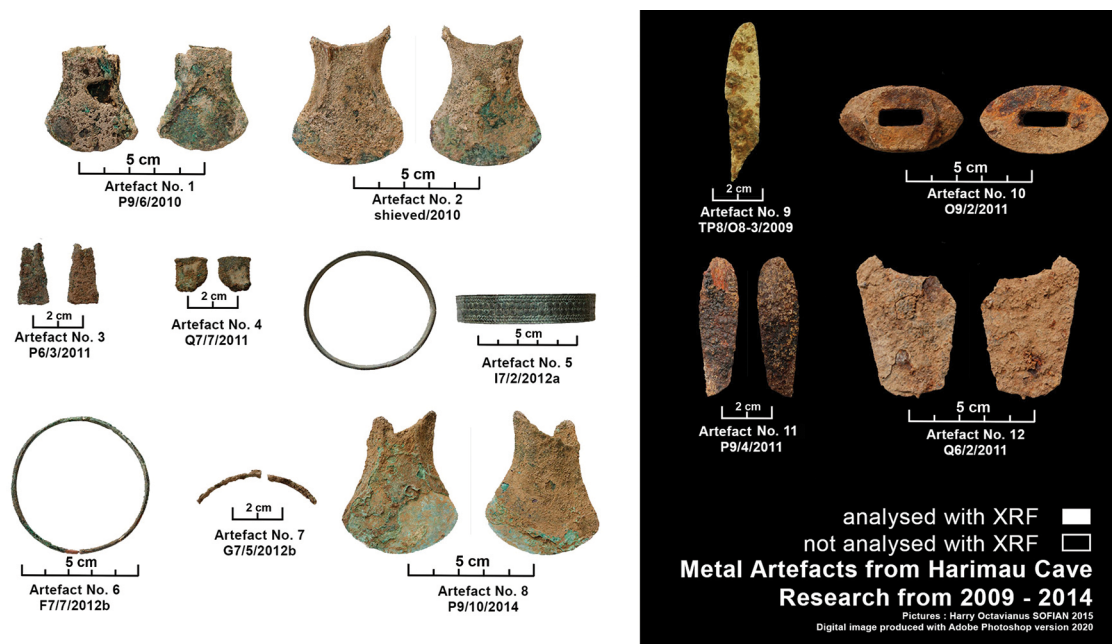 5 cm
Artefact No. 1
P9/6/2010
5 cm
Artefact No. 2
shieved/2010
2 cm
Artefact No. 3
P6/3/2011
2 cm
Artefact No. 4
Q7/7/2011
5 cm
Artefact No. 5
I7/2/2012a
5 cm
Artefact No. 6
F7/7/2012b
2 cm
Artefact No. 7
G7/5/2012b
5 cm
Artefact No. 8
P9/10/2014
2 cm
Artefact No. 9
TP8/O8-3/2009
5 cm
Artefact No. 10
O9/2/2011
2 cm
Artefact No. 11
P9/4/2011
5 cm
Artefact No. 12
Q6/2/2011
analysed with XRF
not analysed with XRF
Metal Artefacts from Harimau Cave
Research from 2009 - 2014
Pictures : Harry Octavianus SOFIAN 2015
Digital image produced with Adobe Photoshop version 2020